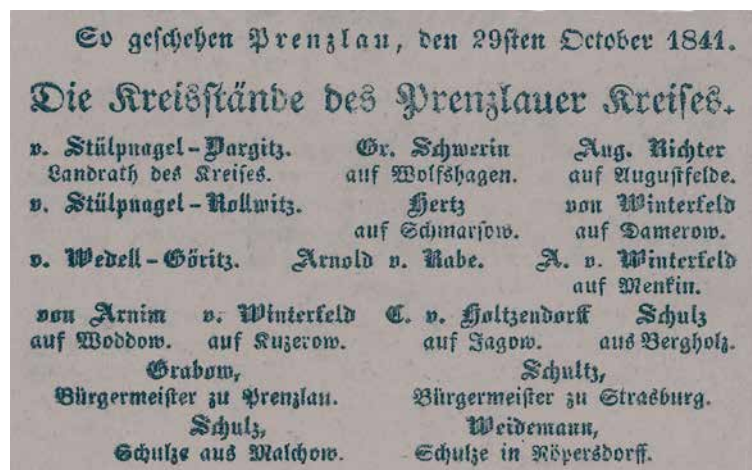 So geschehen Prenzlau, den 29sten October 1841.
Die Kreisstände des Prenzlauer Kreises.
v. Stülpnagel-Dargitz. Gr. Schwerin Aug. Richter
Landrath des Kreises. auf Wolfshagen. auf Augustfelde.
v. Stülpnagel-Rollwitz. Hertz von Winterfeld
auf Schmarsow. auf Damerow.
v. Wedell-Göritz. Arnold v. Rabe. A. v. Winterfeld
auf Menkin.
von Arnim v. Winterfeld C. v. Holtzendorff Schulz
auf Woddow. auf Kuzerow. auf Jagow. aus Bergholz.
Grabow, Schultz,
Bürgermeister zu Prenzlau. Bürgermeister zu Strasburg.
Schulz, Weidemann,
Schulze aus Malchow. Schulze in Röpersdorff.